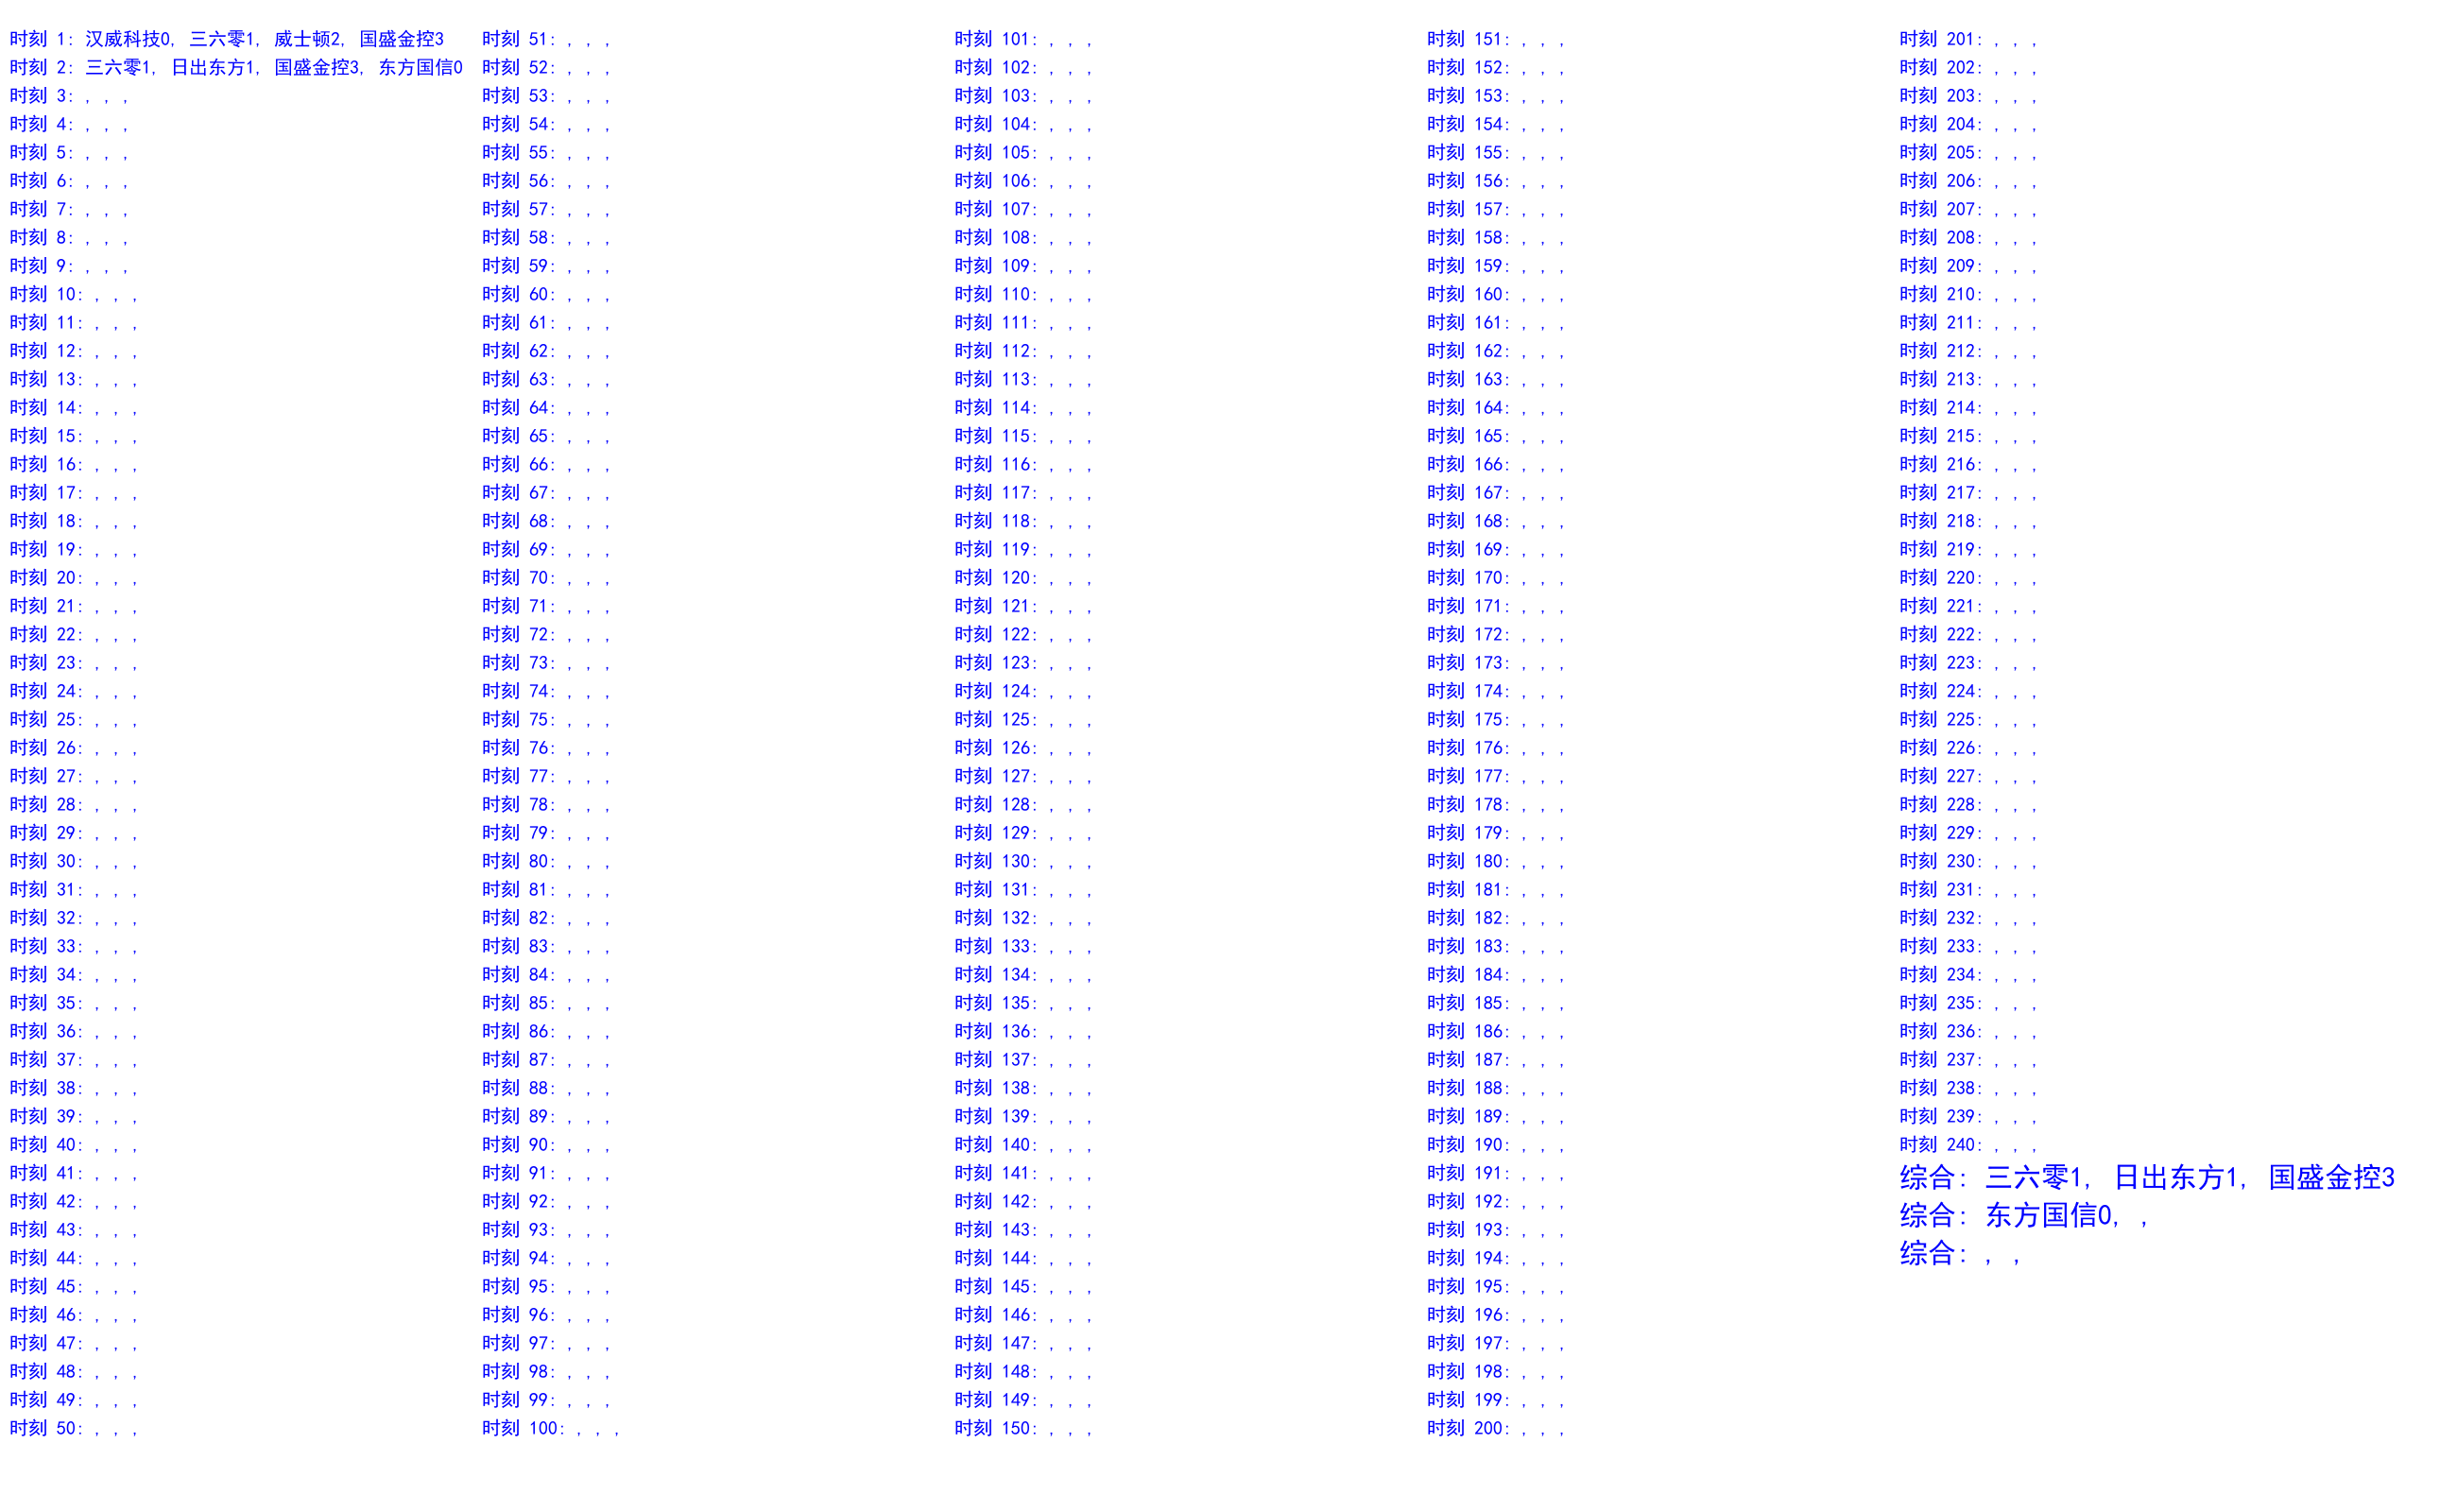 时刻 1: 汉威科技0, 三六零1, 威士顿2, 国盛金控3
时刻 2: 三六零1, 日出东方1, 国盛金控3, 东方国信0
时刻 3: , , ,
时刻 4: , , ,
时刻 5: , , ,
时刻 6: , , ,
时刻 7: , , ,
时刻 8: , , ,
时刻 9: , , ,
时刻 10: , , ,
时刻 11: , , ,
时刻 12: , , ,
时刻 13: , , ,
时刻 14: , , ,
时刻 15: , , ,
时刻 16: , , ,
时刻 17: , , ,
时刻 18: , , ,
时刻 19: , , ,
时刻 20: , , ,
时刻 21: , , ,
时刻 22: , , ,
时刻 23: , , ,
时刻 24: , , ,
时刻 25: , , ,
时刻 26: , , ,
时刻 27: , , ,
时刻 28: , , ,
时刻 29: , , ,
时刻 30: , , ,
时刻 31: , , ,
时刻 32: , , ,
时刻 33: , , ,
时刻 34: , , ,
时刻 35: , , ,
时刻 36: , , ,
时刻 37: , , ,
时刻 38: , , ,
时刻 39: , , ,
时刻 40: , , ,
时刻 41: , , ,
时刻 42: , , ,
时刻 43: , , ,
时刻 44: , , ,
时刻 45: , , ,
时刻 46: , , ,
时刻 47: , , ,
时刻 48: , , ,
时刻 49: , , ,
时刻 50: , , ,
时刻 51: , , ,
时刻 52: , , ,
时刻 53: , , ,
时刻 54: , , ,
时刻 55: , , ,
时刻 56: , , ,
时刻 57: , , ,
时刻 58: , , ,
时刻 59: , , ,
时刻 60: , , ,
时刻 61: , , ,
时刻 62: , , ,
时刻 63: , , ,
时刻 64: , , ,
时刻 65: , , ,
时刻 66: , , ,
时刻 67: , , ,
时刻 68: , , ,
时刻 69: , , ,
时刻 70: , , ,
时刻 71: , , ,
时刻 72: , , ,
时刻 73: , , ,
时刻 74: , , ,
时刻 75: , , ,
时刻 76: , , ,
时刻 77: , , ,
时刻 78: , , ,
时刻 79: , , ,
时刻 80: , , ,
时刻 81: , , ,
时刻 82: , , ,
时刻 83: , , ,
时刻 84: , , ,
时刻 85: , , ,
时刻 86: , , ,
时刻 87: , , ,
时刻 88: , , ,
时刻 89: , , ,
时刻 90: , , ,
时刻 91: , , ,
时刻 92: , , ,
时刻 93: , , ,
时刻 94: , , ,
时刻 95: , , ,
时刻 96: , , ,
时刻 97: , , ,
时刻 98: , , ,
时刻 99: , , ,
时刻 100: , , ,
时刻 101: , , ,
时刻 102: , , ,
时刻 103: , , ,
时刻 104: , , ,
时刻 105: , , ,
时刻 106: , , ,
时刻 107: , , ,
时刻 108: , , ,
时刻 109: , , ,
时刻 110: , , ,
时刻 111: , , ,
时刻 112: , , ,
时刻 113: , , ,
时刻 114: , , ,
时刻 115: , , ,
时刻 116: , , ,
时刻 117: , , ,
时刻 118: , , ,
时刻 119: , , ,
时刻 120: , , ,
时刻 121: , , ,
时刻 122: , , ,
时刻 123: , , ,
时刻 124: , , ,
时刻 125: , , ,
时刻 126: , , ,
时刻 127: , , ,
时刻 128: , , ,
时刻 129: , , ,
时刻 130: , , ,
时刻 131: , , ,
时刻 132: , , ,
时刻 133: , , ,
时刻 134: , , ,
时刻 135: , , ,
时刻 136: , , ,
时刻 137: , , ,
时刻 138: , , ,
时刻 139: , , ,
时刻 140: , , ,
时刻 141: , , ,
时刻 142: , , ,
时刻 143: , , ,
时刻 144: , , ,
时刻 145: , , ,
时刻 146: , , ,
时刻 147: , , ,
时刻 148: , , ,
时刻 149: , , ,
时刻 150: , , ,
时刻 151: , , ,
时刻 152: , , ,
时刻 153: , , ,
时刻 154: , , ,
时刻 155: , , ,
时刻 156: , , ,
时刻 157: , , ,
时刻 158: , , ,
时刻 159: , , ,
时刻 160: , , ,
时刻 161: , , ,
时刻 162: , , ,
时刻 163: , , ,
时刻 164: , , ,
时刻 165: , , ,
时刻 166: , , ,
时刻 167: , , ,
时刻 168: , , ,
时刻 169: , , ,
时刻 170: , , ,
时刻 171: , , ,
时刻 172: , , ,
时刻 173: , , ,
时刻 174: , , ,
时刻 175: , , ,
时刻 176: , , ,
时刻 177: , , ,
时刻 178: , , ,
时刻 179: , , ,
时刻 180: , , ,
时刻 181: , , ,
时刻 182: , , ,
时刻 183: , , ,
时刻 184: , , ,
时刻 185: , , ,
时刻 186: , , ,
时刻 187: , , ,
时刻 188: , , ,
时刻 189: , , ,
时刻 190: , , ,
时刻 191: , , ,
时刻 192: , , ,
时刻 193: , , ,
时刻 194: , , ,
时刻 195: , , ,
时刻 196: , , ,
时刻 197: , , ,
时刻 198: , , ,
时刻 199: , , ,
时刻 200: , , ,
时刻 201: , , ,
时刻 202: , , ,
时刻 203: , , ,
时刻 204: , , ,
时刻 205: , , ,
时刻 206: , , ,
时刻 207: , , ,
时刻 208: , , ,
时刻 209: , , ,
时刻 210: , , ,
时刻 211: , , ,
时刻 212: , , ,
时刻 213: , , ,
时刻 214: , , ,
时刻 215: , , ,
时刻 216: , , ,
时刻 217: , , ,
时刻 218: , , ,
时刻 219: , , ,
时刻 220: , , ,
时刻 221: , , ,
时刻 222: , , ,
时刻 223: , , ,
时刻 224: , , ,
时刻 225: , , ,
时刻 226: , , ,
时刻 227: , , ,
时刻 228: , , ,
时刻 229: , , ,
时刻 230: , , ,
时刻 231: , , ,
时刻 232: , , ,
时刻 233: , , ,
时刻 234: , , ,
时刻 235: , , ,
时刻 236: , , ,
时刻 237: , , ,
时刻 238: , , ,
时刻 239: , , ,
时刻 240: , , ,
综合: 三六零1, 日出东方1, 国盛金控3
综合: 东方国信0, ,
综合: , ,